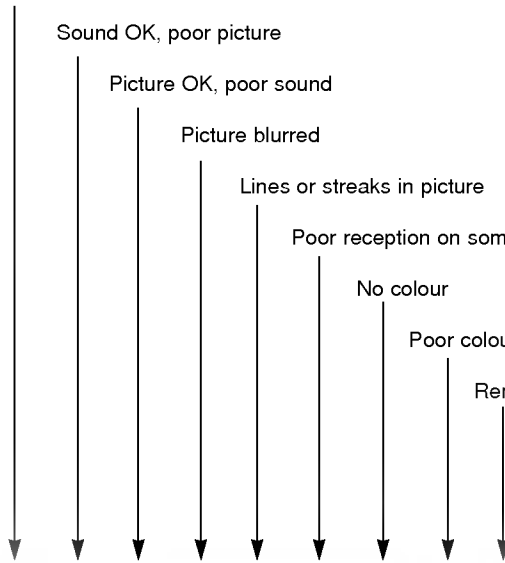 Sound OK, poor picture
Picture OK, poor sound
Picture blurred
Lines or streaks in picture
Poor reception on som
No colour
Poor colou
Rem